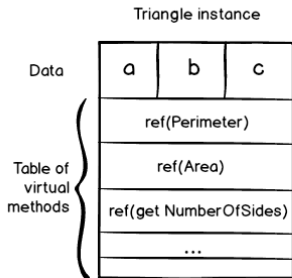 Triangle instance
Data
a b c
ref(Perimeter)
ref(Area)
Table of
virtual
methods
ref(get NumberOfSides)
...